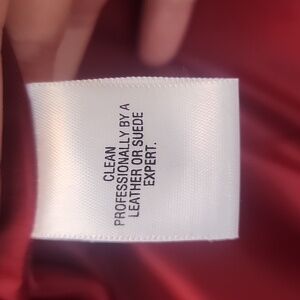 CLEAN
PROFESSIONALLY BY A
LEATHER OR SUEDE
EXPERT.